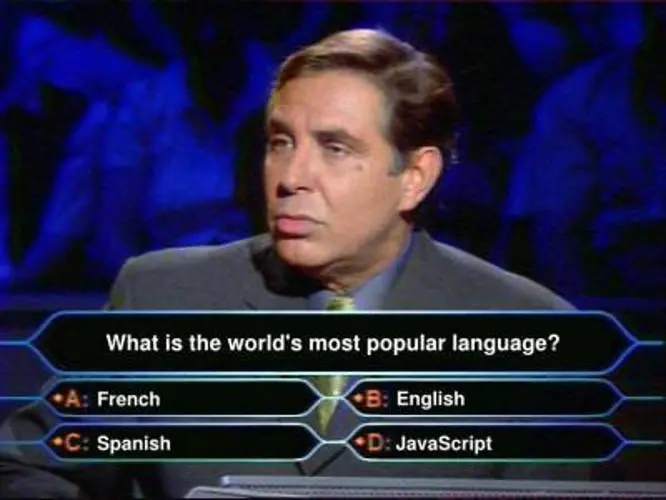 What is the world's most popular language?
A: French
B: English
C: Spanish
D: JavaScript